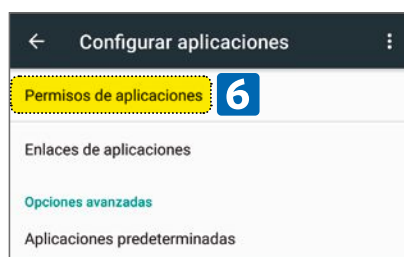 Configurar aplicaciones
Permisos de aplicaciones 6
Enlaces de aplicaciones
Opciones avanzadas
Aplicaciones predeterminadas